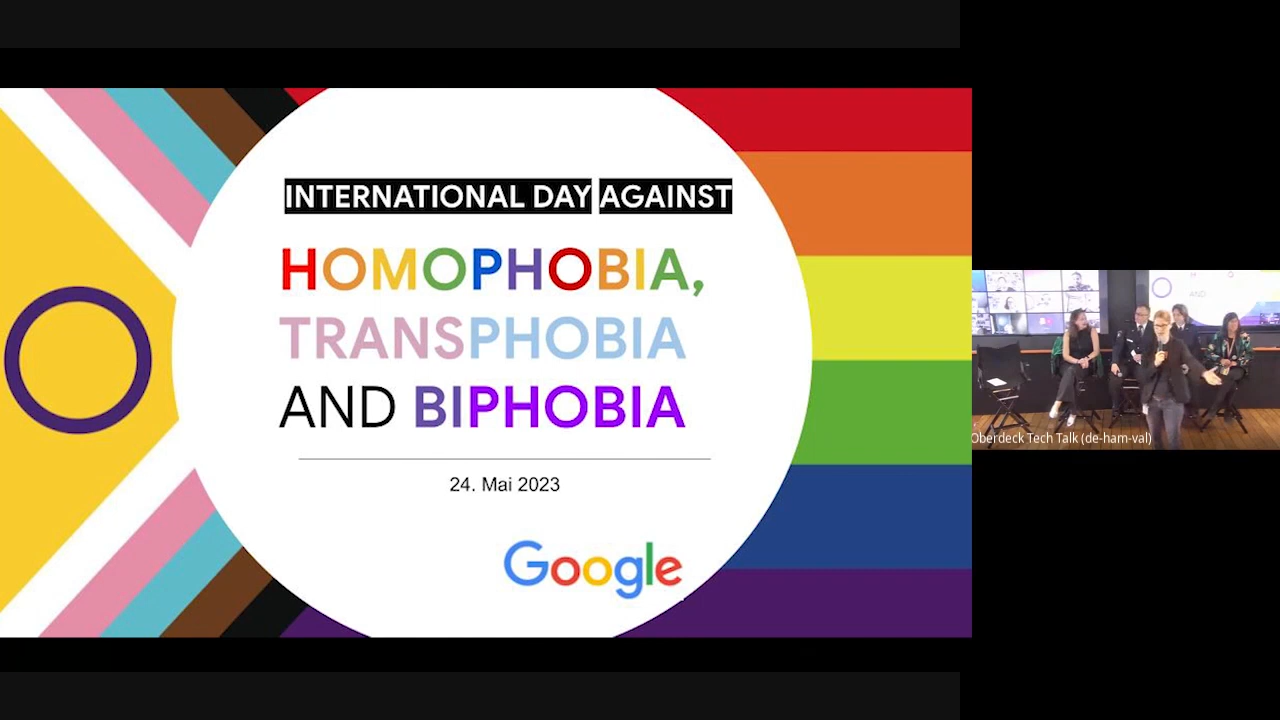 INTERNATIONAL DAY AGAINST
HOMOPHOBIA,
TRANSPHOBIA
AND BIPHOBIA
24. Mai 2023
Google
Oberdeck Tech Talk (de-ham-val)